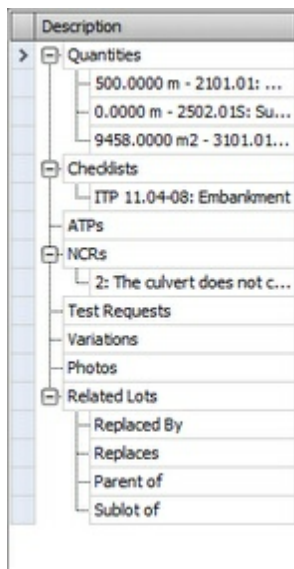 Description
Quantities
500.0000 m - 2101.01: ...
0.0000 m - 2502.01S: Su...
9458.0000 m2 - 3101.01...
Checklists
ITP 11.04-08: Embankment
ATPs
NCRs
2: The culvert does not c...
Test Requests
Variations
Photos
Related Lots
Replaced By
Replaces
Parent of
Sublot of